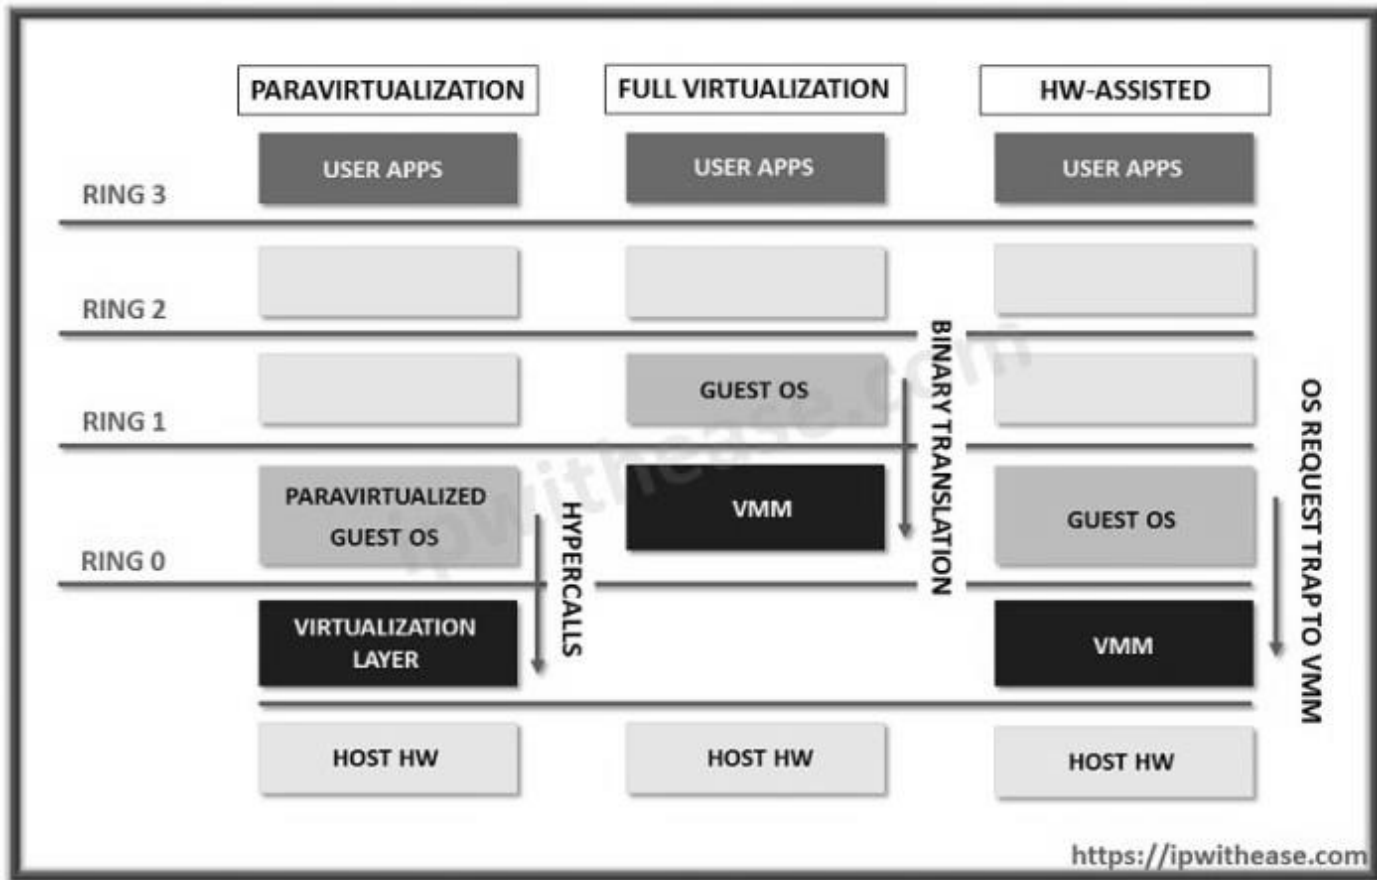 PARAVIRTUALIZATION
FULL VIRTUALIZATION
HW-ASSISTED
USER APPS
USER APPS
USER APPS
RING 3
RING 2
GUEST OS
RING 1
BINARY TRANSLATION
PARAVIRTUALIZED
GUEST OS
HYPERCALLS
VMM
GUEST OS
OS REQUEST TRAP TO VMM
RING 0
VIRTUALIZATION
LAYER
VMM
HOST HW
HOST HW
HOST HW
ipwithease.com
https://ipwithease.com